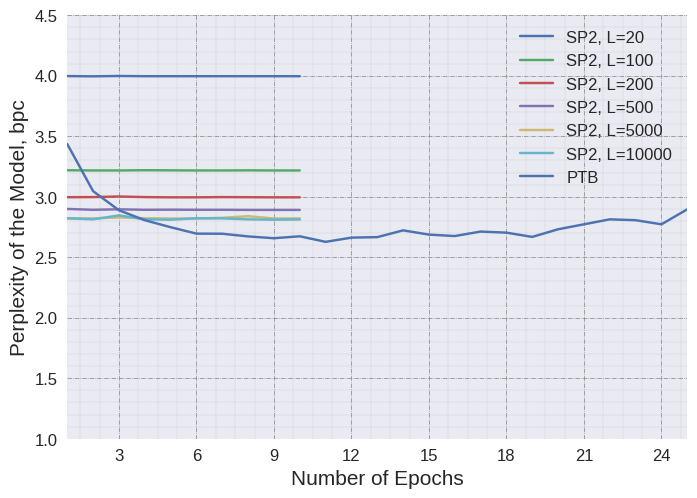 4.5
4.0
3.5
3.0
2.5
2.0
1.5
1.0
Perplexity of the Model, bpc
SP2, L=20
SP2, L=100
SP2, L=200
SP2, L=500
SP2, L=5000
SP2, L=10000
PTB
3 6 9 12 15 18 21 24
Number of Epochs